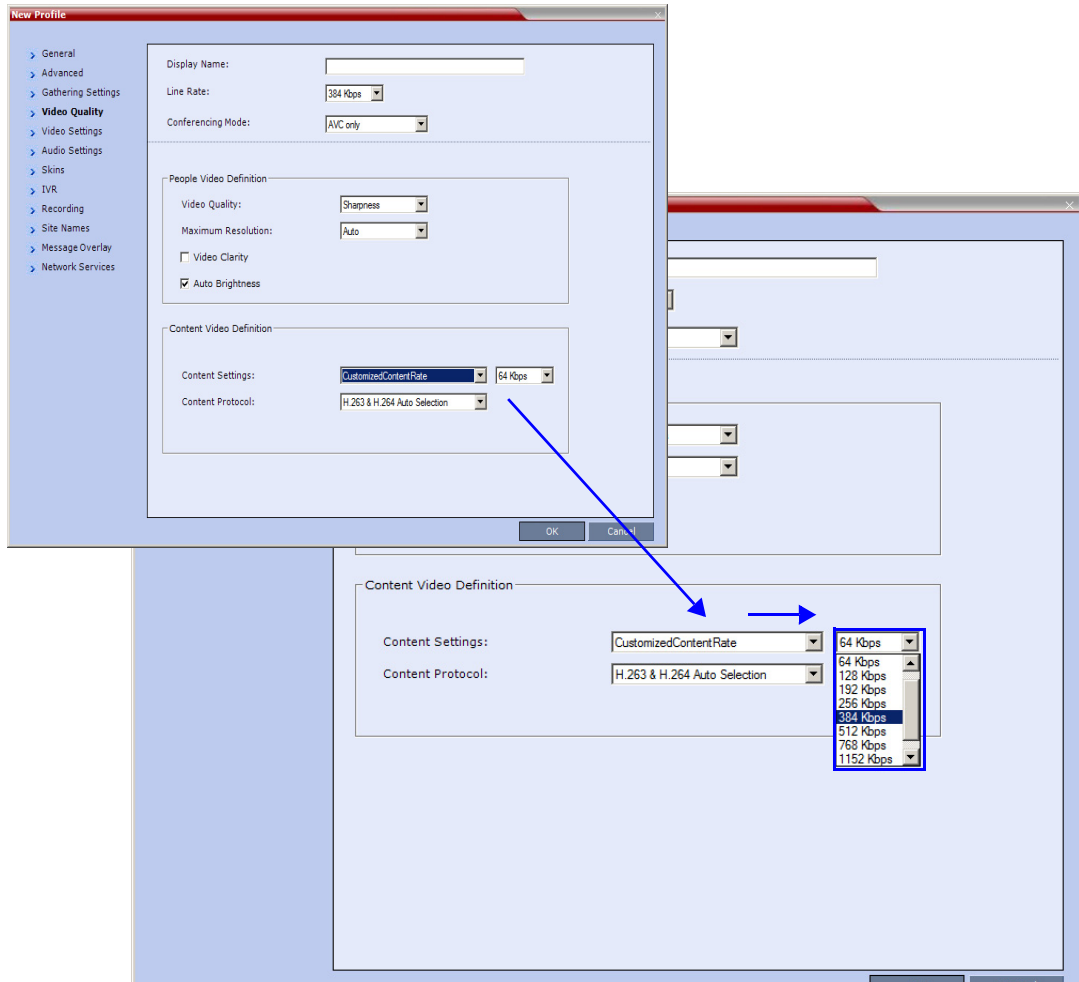 New Profile
General
Advanced
Gathering Settings
Video Quality
Video Settings
Audio Settings
Skins
IVR
Recording
Site Names
Message Overlay
Network Services
Display Name:
Line Rate: 384 Kbps
Conferencing Mode: AVC only
People Video Definition
Video Quality: Sharpness
Maximum Resolution: Auto
Video Clarity
Auto Brightness
Content Video Definition
Content Settings: CustomizedContentRate 64 Kbps
Content Protocol: H.263 & H.264 Auto Selection
OK Cancel
Content Video Definition
Content Settings: CustomizedContentRate 64 Kbps
Content Protocol: H.263 & H.264 Auto Selection
64 Kbps
128 Kbps
192 Kbps
256 Kbps
384 Kbps
512 Kbps
768 Kbps
1152 Kbps